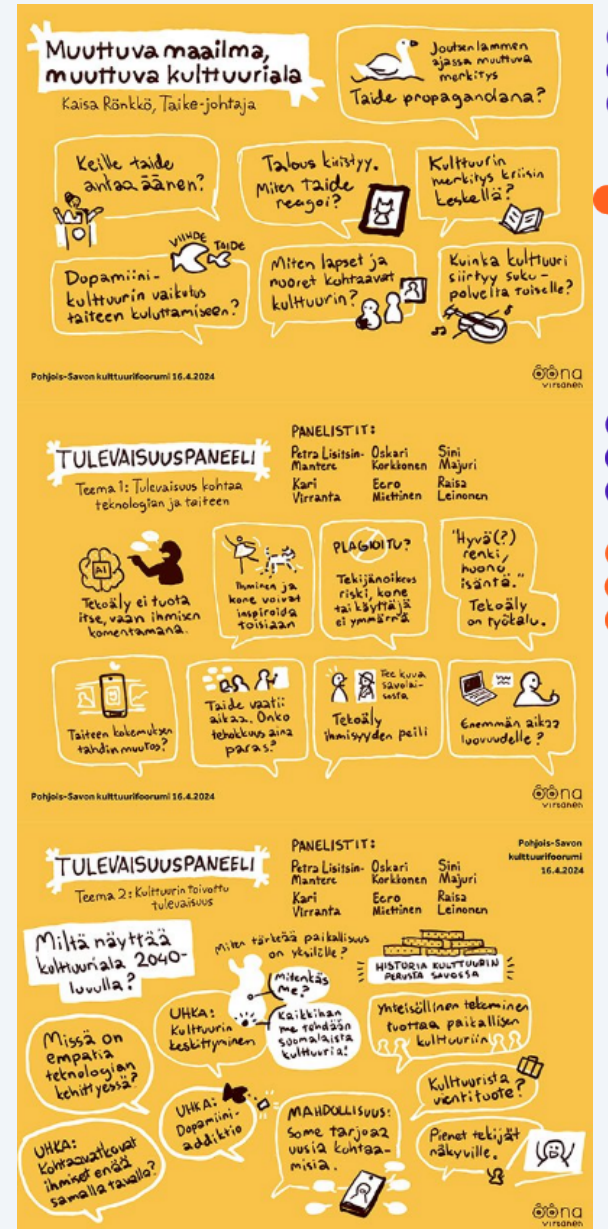 Muuttuva maailma,
muuttuva kulttuuriala
Kaisa Rönkkö, Taike-johtaja
Joutsenlammen
ajassa muuttuva
merkitys
Taide propagandana?
Keille taide
antaa äänen?
Talous kiristyy.
Miten taide
reagoi?
Kulttuurin
merkitys kriisin
keskellä?
VIIHDE TAIDE
Dopamiini-
kulttuurin vaikutus
taiteen kuluttamiseen?
Miten lapset ja
nuoret kohtaavat
kulttuurin?
Kuinka kulttuuri
siirtyy suku-
polvelta toiselle?
Pohjois-Savon kulttuurifoorumi 16.4.2024
ööna
virtanen
TULEVAISUUSPANEELI
Teema 1: Tulevaisuus kohtaa
teknologian ja taiteen
PANELISTIT:
Petra Lisitsin-
Mantere
Oskari
Korkkonen
Sini
Majuri
Kari
Virranta
Eero
Miettinen
Raisa
Leinonen
AI
Tekoäly ei tuota
itse, vaan ihmisen
komentamana.
Ihminen ja
kone voivat
inspiroida
toisiaan
PLAGIOITU?
Tekijänoikeus
riski, kone
tai käyttäjä
ei ymmärrä
"Hyvä(?)
renki,
huono
isäntä."
Tekoäly
on työkalu.
Taiteen kokemuksen
tahdin muutos?
Taide vaatii
aikaa. Onko
tehokkuus aina
paras?
Tee kuva
savolai-
sesta
Tekoäly
ihmisyyden peili
Enemmän aikaa
luovuudelle?
Pohjois-Savon kulttuurifoorumi 16.4.2024
ööna
virtanen
TULEVAISUUSPANEELI
Teema 2: Kulttuurin toivottu
tulevaisuus
PANELISTIT:
Petra Lisitsin-
Mantere
Oskari
Korkkonen
Sini
Majuri
Kari
Virranta
Eero
Miettinen
Raisa
Leinonen
Pohjois-Savon
kulttuurifoorumi
16.4.2024
Miltä näyttää
kulttuuriala 2040-
luvulla?
Miten tärkeää paikallisuus
on yksilölle?
Mitenkäs
me?
Kaikkihan
me tehdään
suomalaista
kulttuuria!
HISTORIA KULTTUURIN
PERUSTA SAVOSSA
Missä on
empatia
teknologian
kehittyessä?
UHKA:
Kulttuurin
keskittyminen
Yhteisöllinen tekeminen
tuottaa paikallisen
kulttuuriin
UHKA:
Dopamiini-
addiktio
Kulttuurista
vientituote?
UHKA:
Kohtaavatkovat
ihmiset enää
samalla tavalla?
MAHDOLLISUUS:
Some tarjoaa
uusia kohtaa-
misia.
Pienet tekijät
näkyville.
ööna
virtanen